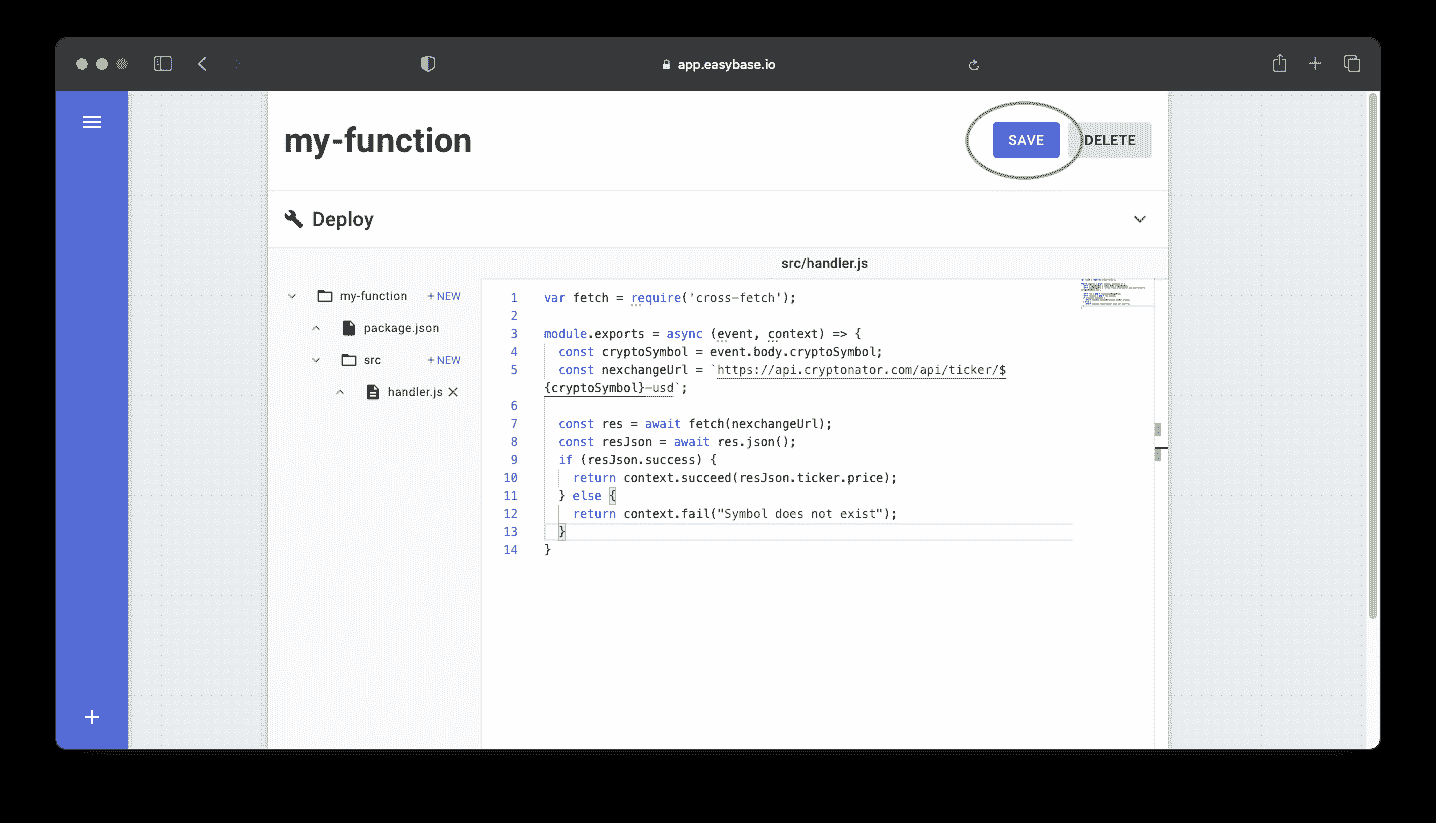 app.easybase.io
my-function
SAVE
DELETE
Deploy
src/handler.js
my-function
+ NEW
package.json
src
+ NEW
handler.js
1 var fetch = require('cross-fetch');
2
3 module.exports = async (event, context) => {
4 const cryptoSymbol = event.body.cryptoSymbol;
5 const nexchangeUrl = `https://api.cryptonator.com/api/ticker/$
{cryptoSymbol}-usd`;
6
7 const res = await fetch(nexchangeUrl);
8 const resJson = await res.json();
9 if (resJson.success) {
10 return context.succeed(resJson.ticker.price);
11 } else {
12 return context.fail("Symbol does not exist");
13 }
14 }